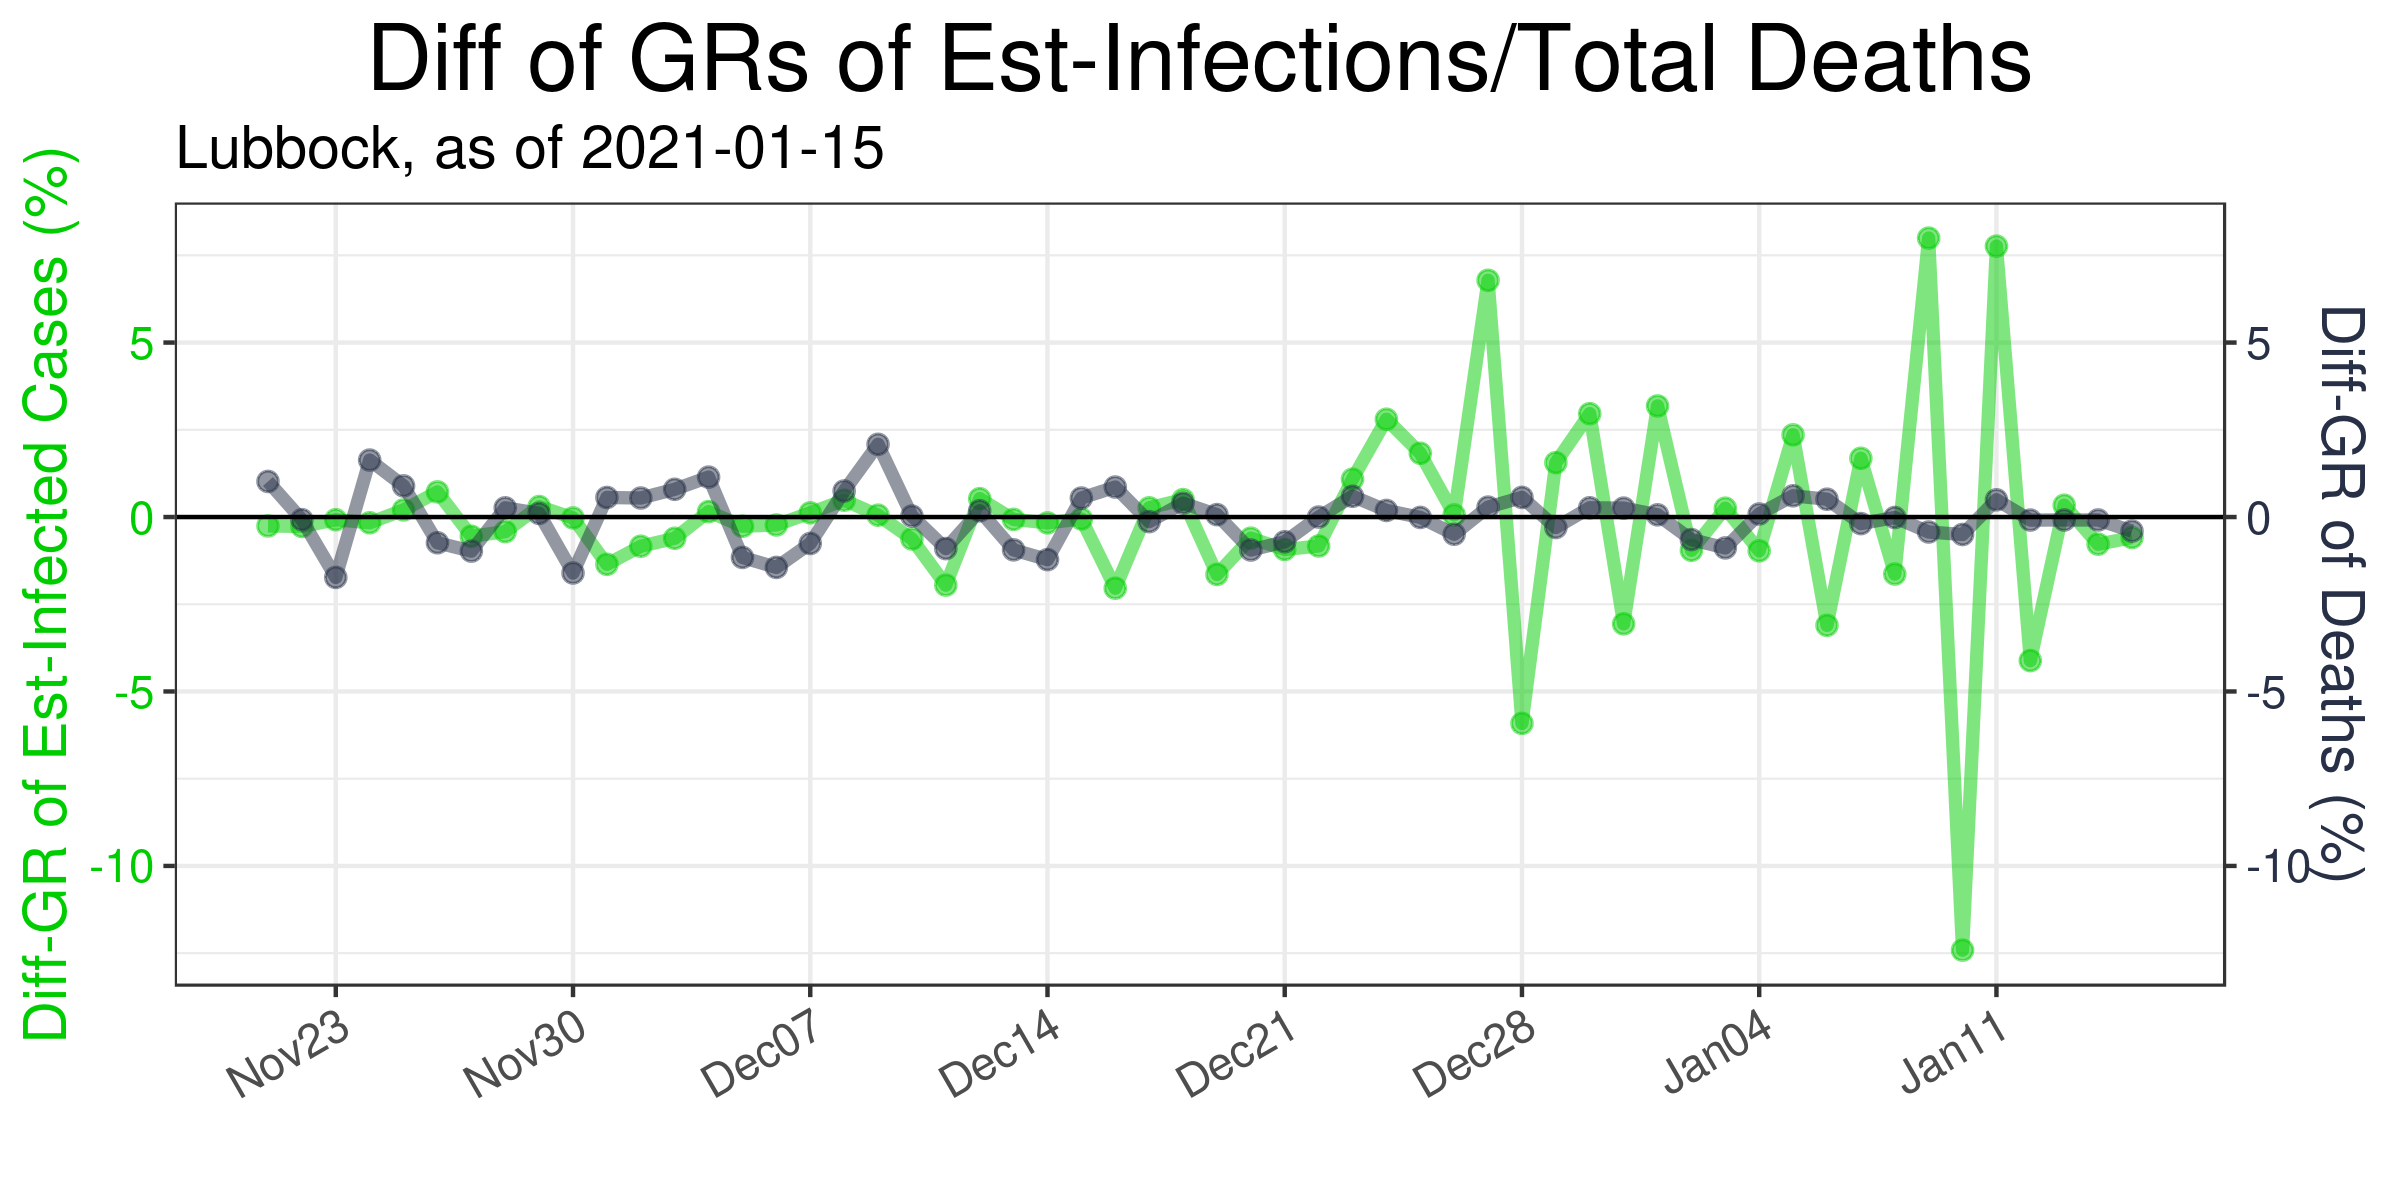 Diff of GRs of Est-Infections/Total Deaths
Lubbock, as of 2021-01-15
Diff-GR of Est-Infected Cases (%)
5
0
-5
-10
5
0
-5
-10
Diff-GR of Deaths (%)
Nov23
Nov30
Dec07
Dec14
Dec21
Dec28
Jan04
Jan11